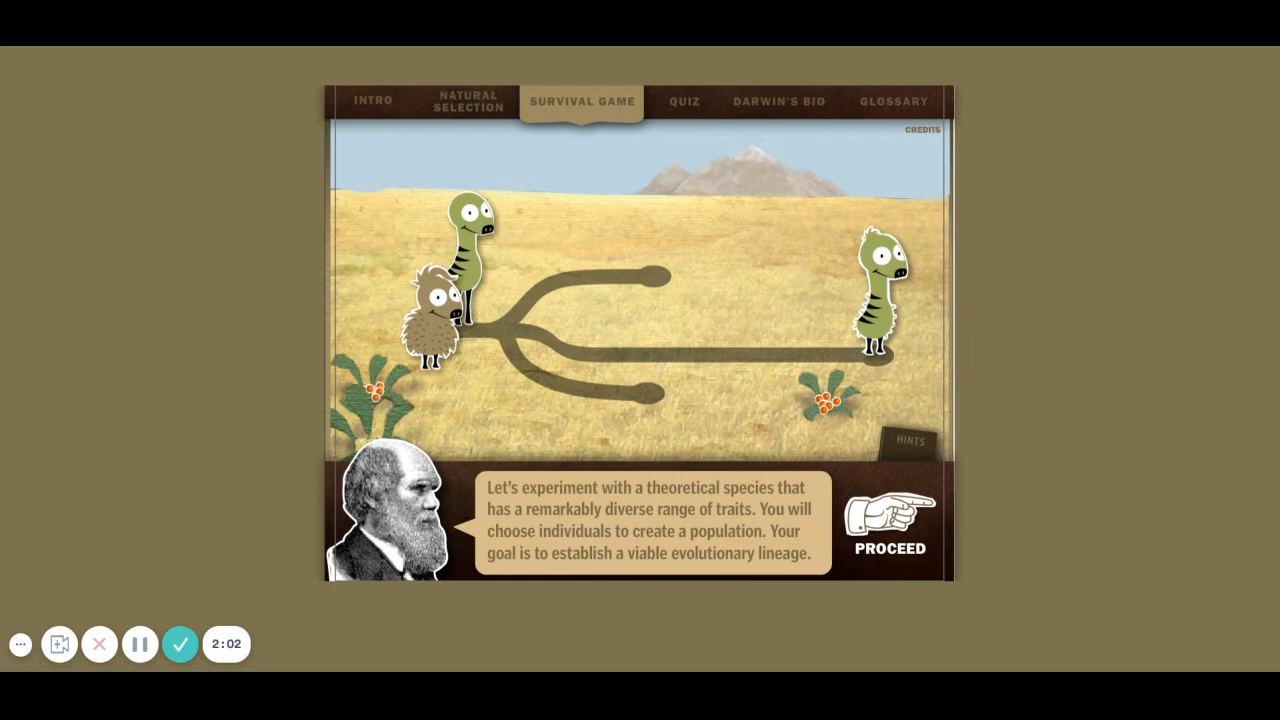 INTRO
NATURAL
SELECTION
SURVIVAL GAME
QUIZ
DARWIN'S BIO
GLOSSARY
CREDITS
HINTS
Let's experiment with a theoretical species that
has a remarkably diverse range of traits. You will
choose individuals to create a population. Your
goal is to establish a viable evolutionary lineage.
PROCEED
2:02